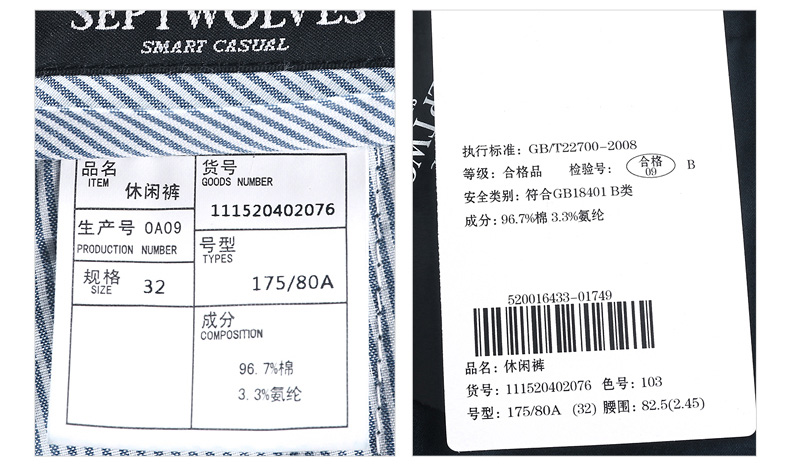 SEPTWOLVES
SMART CASUAL
品名
ITEM
休闲裤
货号
GOODS NUMBER
111520402076
生产号 0A09
PRODUCTION NUMBER
号型
TYPES
175/80A
规格
SIZE
32
成分
COMPOSITION
96.7%棉
3.3%氨纶
执行标准：GB/T22700-2008
等级：合格品 检验号：合格 09 B
安全类别：符合GB18401 B类
成分：96.7%棉 3.3%氨纶
520016433-01749
品名：休闲裤
货号：111520402076 色号：103
号型：175/80A (32) 腰围：82.5(2.45)